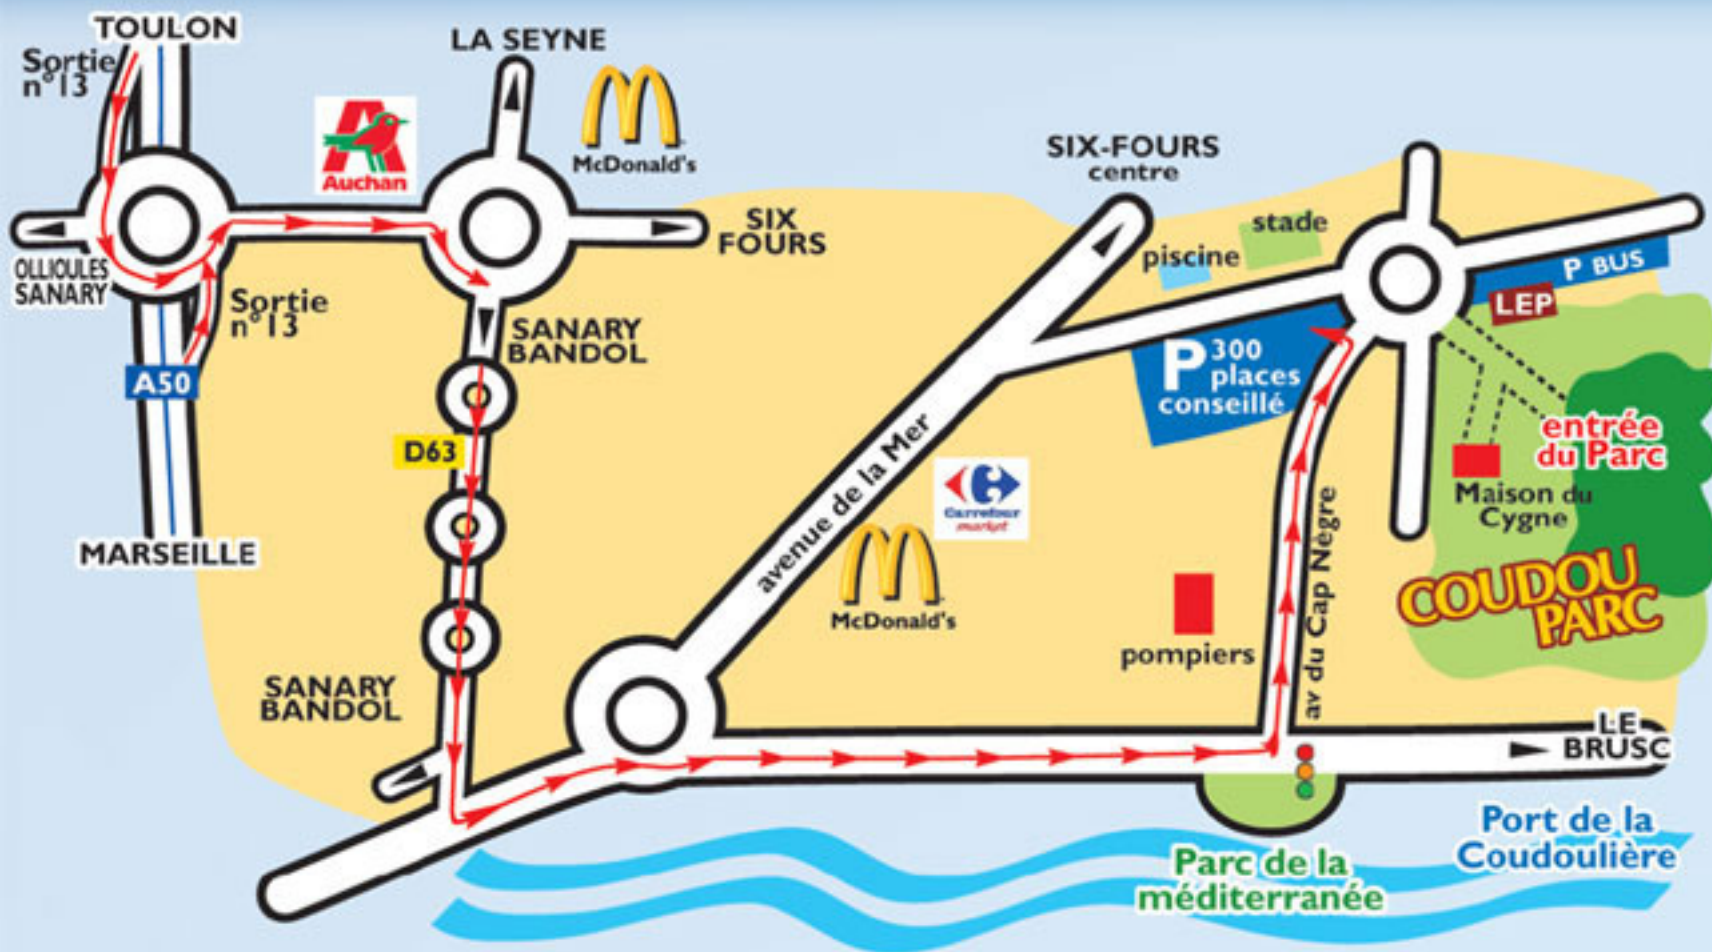 TOULON
Sortie
n°13
LA SEYNE
McDonald's
Auchan
OLLIOULES
SANARY
Sortie
n°13
A50
MARSEILLE
SIX
FOURS
SANARY
BANDOL
D63
SANARY
BANDOL
SIX-FOURS
centre
stade
piscine
P BUS
LEP
P 300
places
conseillé
avenue de la Mer
Carrefour
market
McDonald's
pompiers
av du Cap Nègre
entrée
du Parc
Maison du
Cygne
COUDOU
PARC
LE
BRUSC
Port de la
Coudoulière
Parc de la
méditerranée